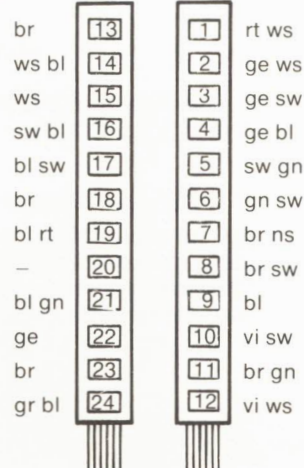 br 13 1 rt ws
ws bl 14 2 ge ws
ws 15 3 ge sw
sw bl 16 4 ge bl
bl sw 17 5 sw gn
br 18 6 gn sw
bl rt 19 7 br ns
– 20 8 br sw
bl gn 21 9 bl
ge 22 10 vi sw
br 23 11 br gn
gr bl 24 12 vi ws